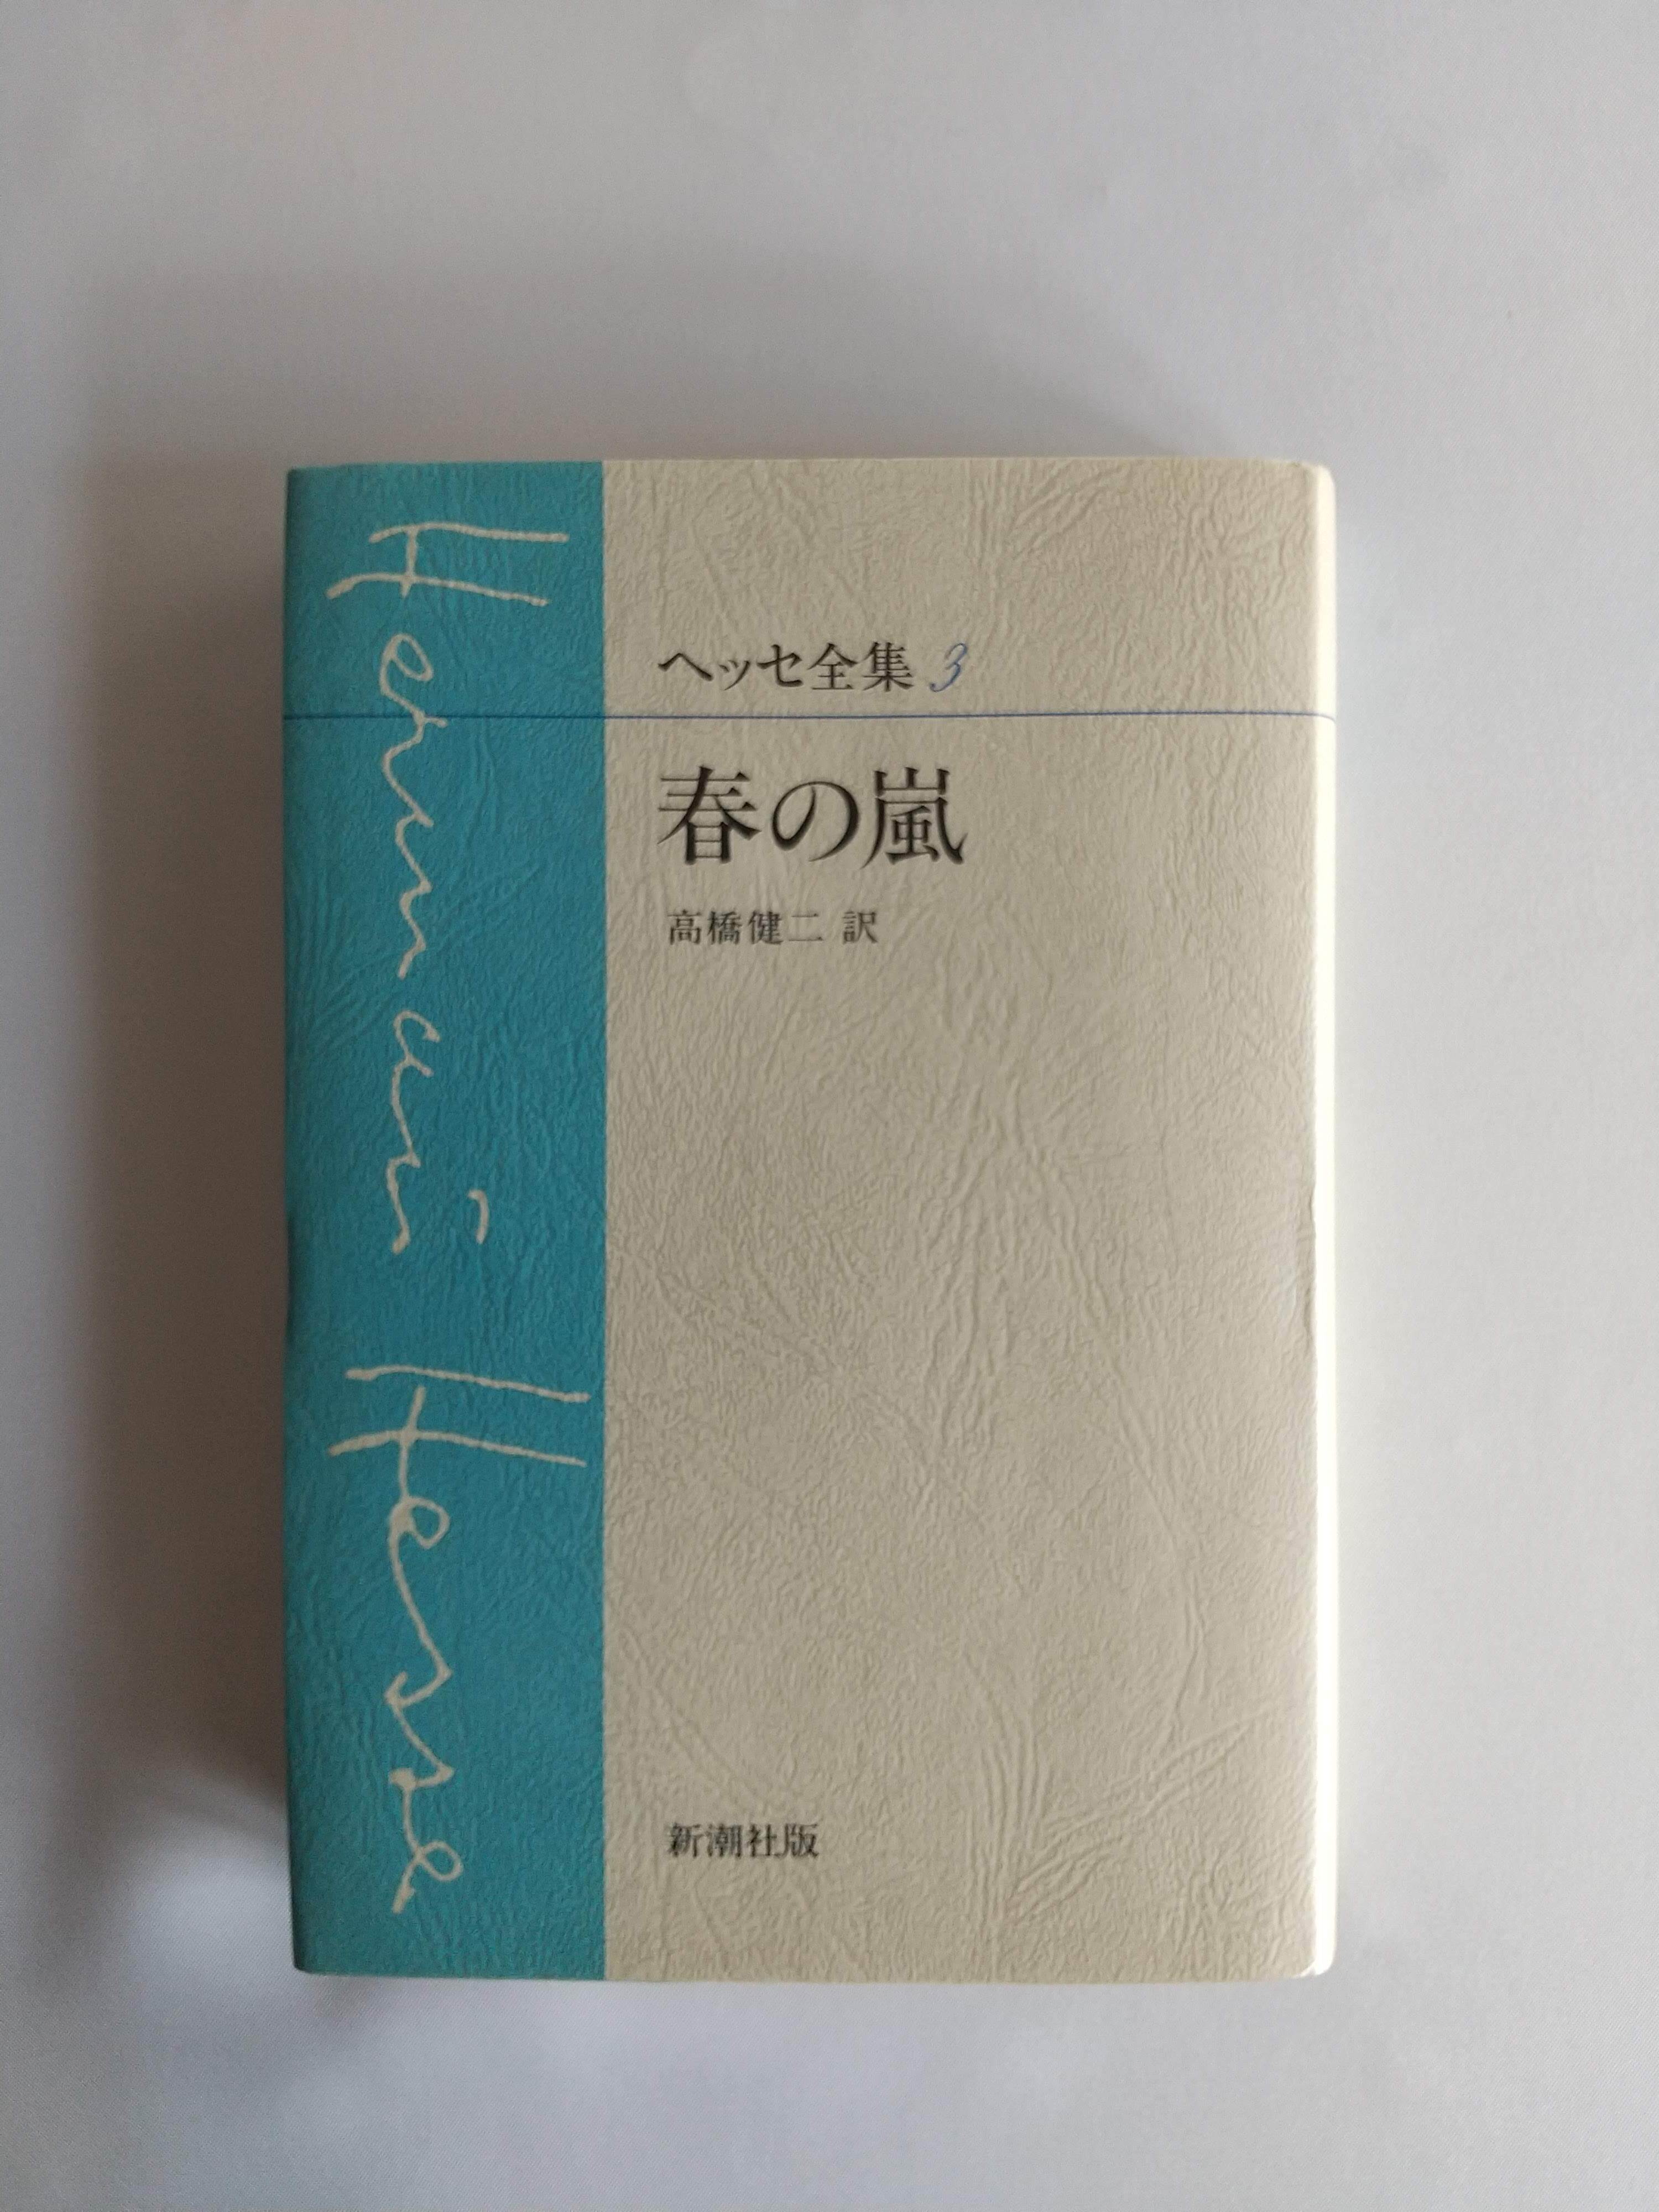 Hermann Hesse
ヘッセ全集 3
春の嵐
高橋健二 訳
新潮社版